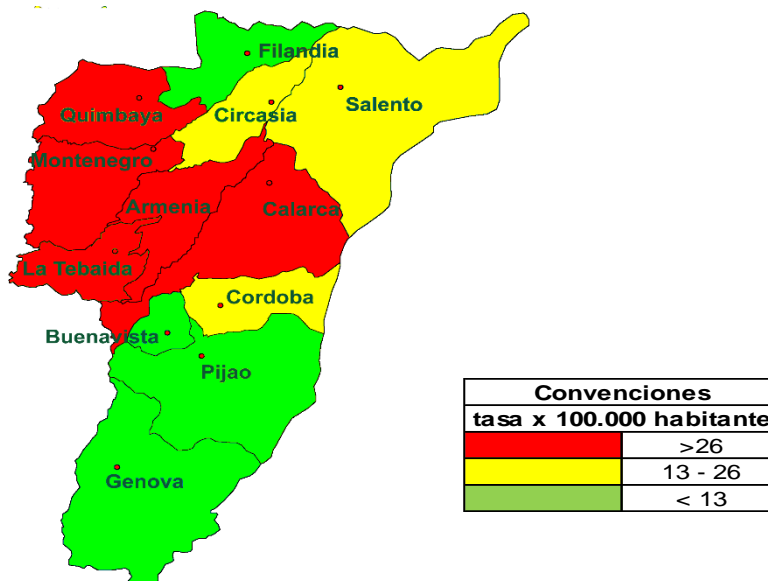 Filandia
Salento
Quimbaya
Circasia
Montenegro
Armenia
Calarca
La Tebaida
Cordoba
Buenavista
Pijao
Genova
Convenciones
tasa x 100.000 habitante
>26
13 - 26
< 13